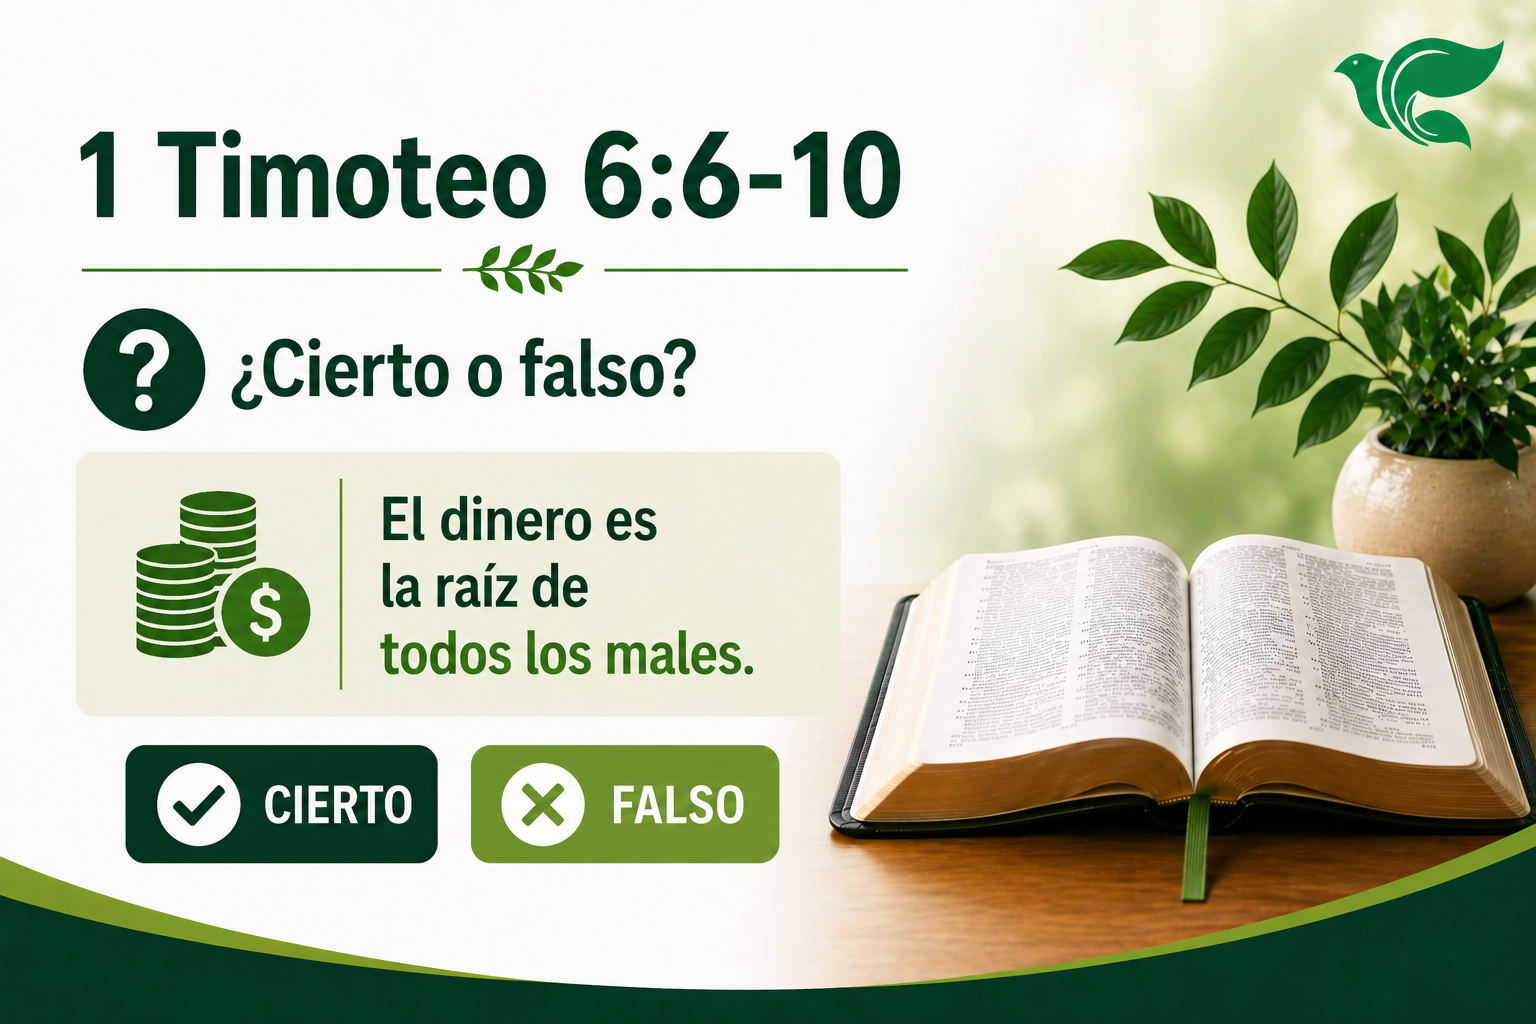 1 Timoteo 6:6-10
¿Cierto o falso?
El dinero es
la raíz de
todos los males.
CIERTO
FALSO